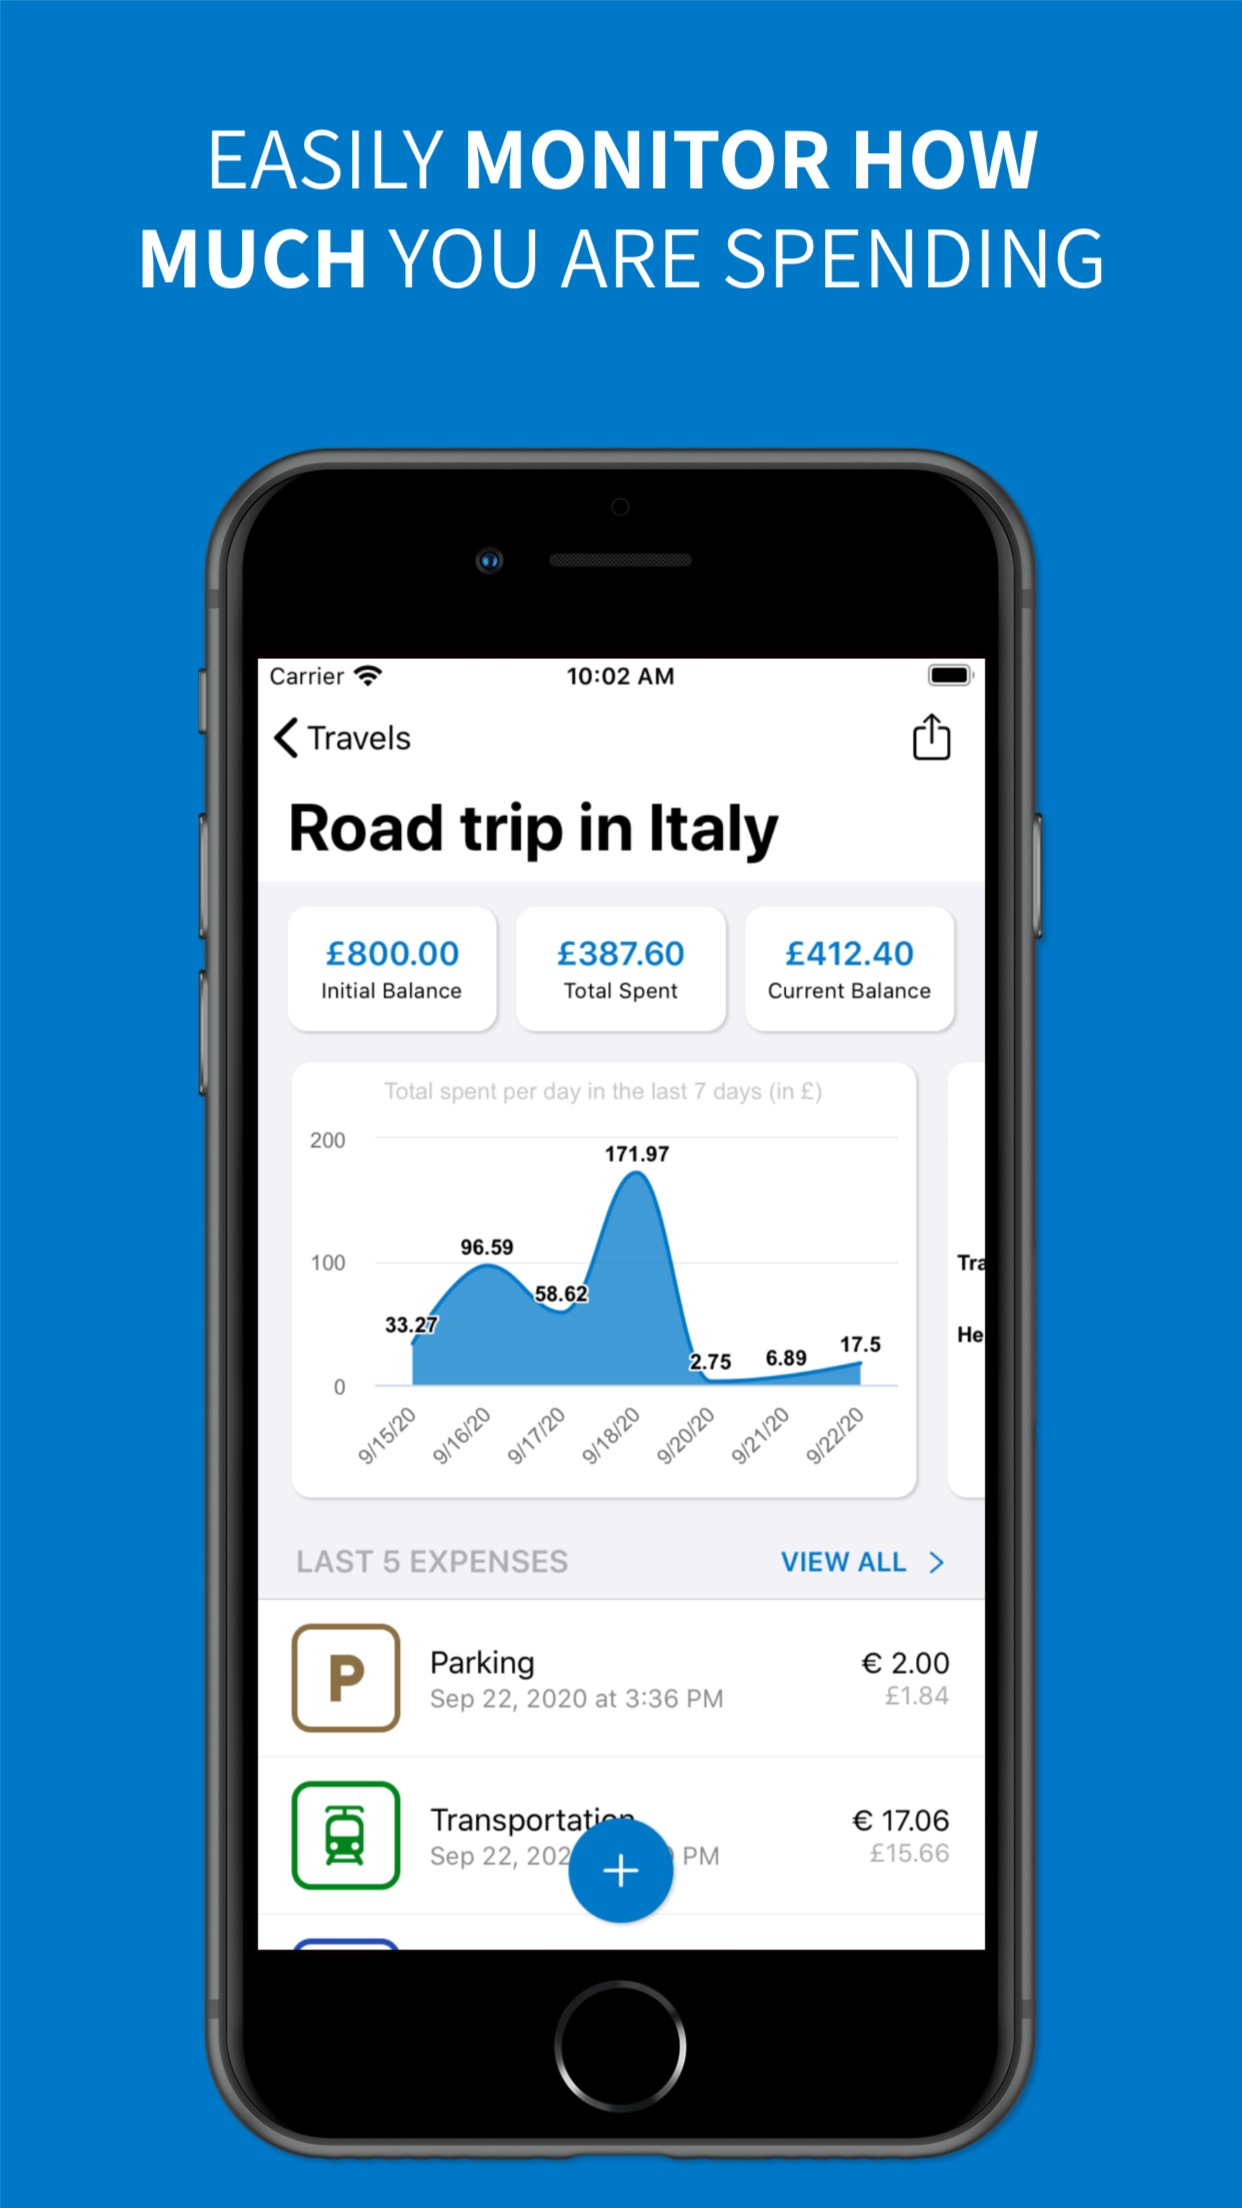 EASILY MONITOR HOW
MUCH YOU ARE SPENDING
Carrier 10:02 AM
Travels
Road trip in Italy
£800.00 £387.60 £412.40
Initial Balance Total Spent Current Balance
Total spent per day in the last 7 days (in £)
200
171.97
96.59
100
58.62
33.27
2.75 6.89 17.5
0
9/15/20 9/16/20 9/17/20 9/18/20 9/20/20 9/21/20 9/22/20
Tra
He
LAST 5 EXPENSES VIEW ALL >
P
Parking € 2.00
Sep 22, 2020 at 3:36 PM £1.84
Transportation € 17.06
Sep 22, 202 PM £15.66
+